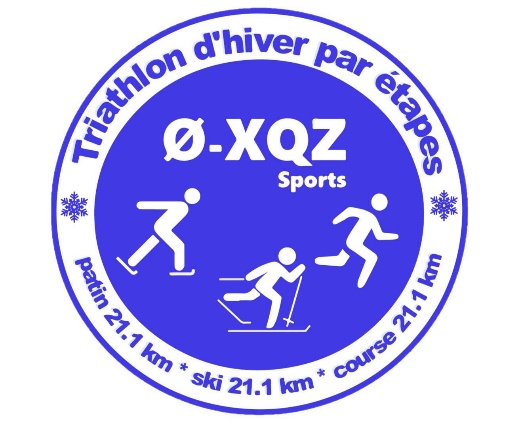 Triathlon d'hiver par étapes
Ø-XQZ
Sports
patin 21.1 km * ski 21.1 km * course 21.1 km